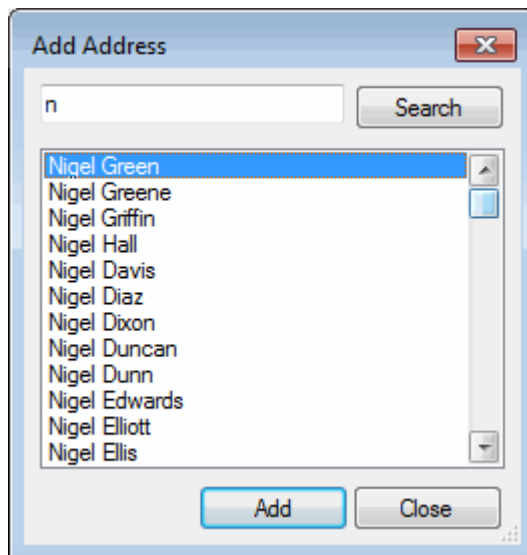 Add Address
n
Search
Nigel Green
Nigel Greene
Nigel Griffin
Nigel Hall
Nigel Davis
Nigel Diaz
Nigel Dixon
Nigel Duncan
Nigel Dunn
Nigel Edwards
Nigel Elliott
Nigel Ellis
Add
Close